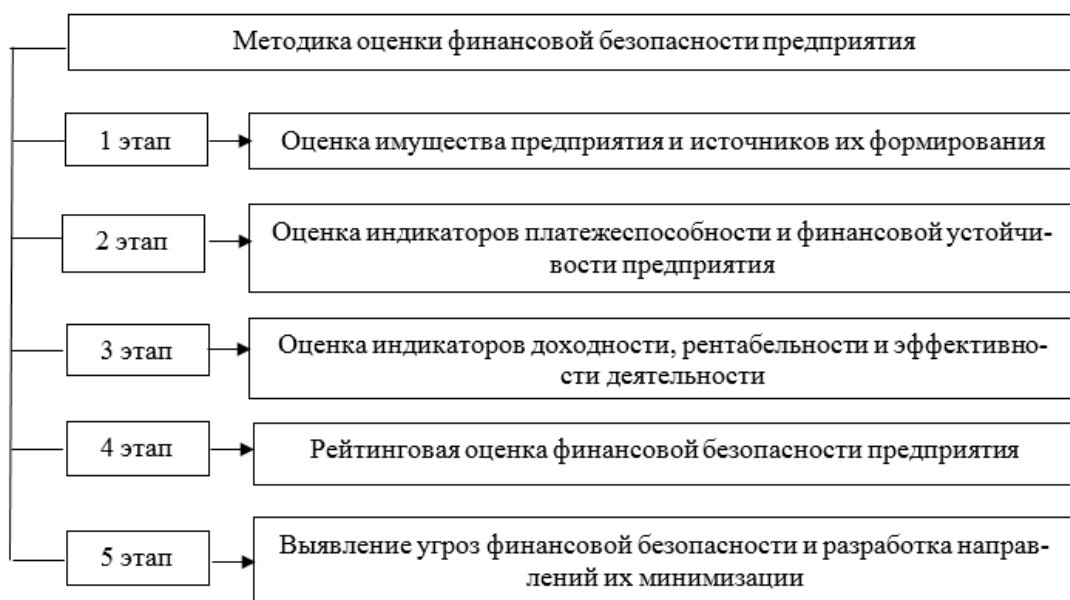 Методика оценки финансовой безопасности предприятия
1 этап
Оценка имущества предприятия и источников их формирования
2 этап
Оценка индикаторов платежеспособности и финансовой устойчи-
вости предприятия
3 этап
Оценка индикаторов доходности, рентабельности и эффективно-
сти деятельности
4 этап
Рейтинговая оценка финансовой безопасности предприятия
5 этап
Выявление угроз финансовой безопасности и разработка направ-
лений их минимизации